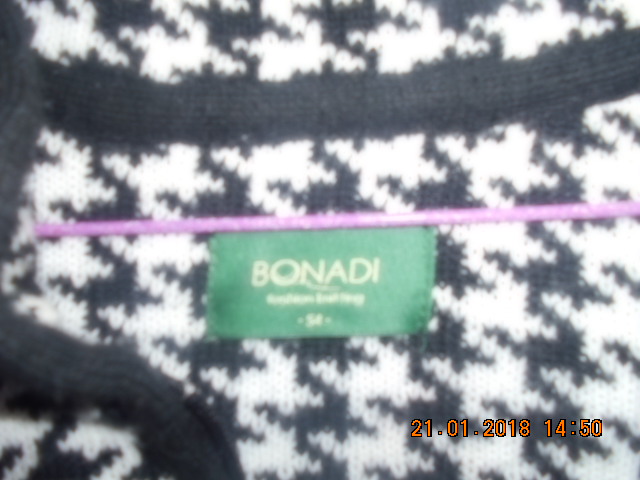 BONADI
fashion knitting
- 54 -
21.01.2018 14:50